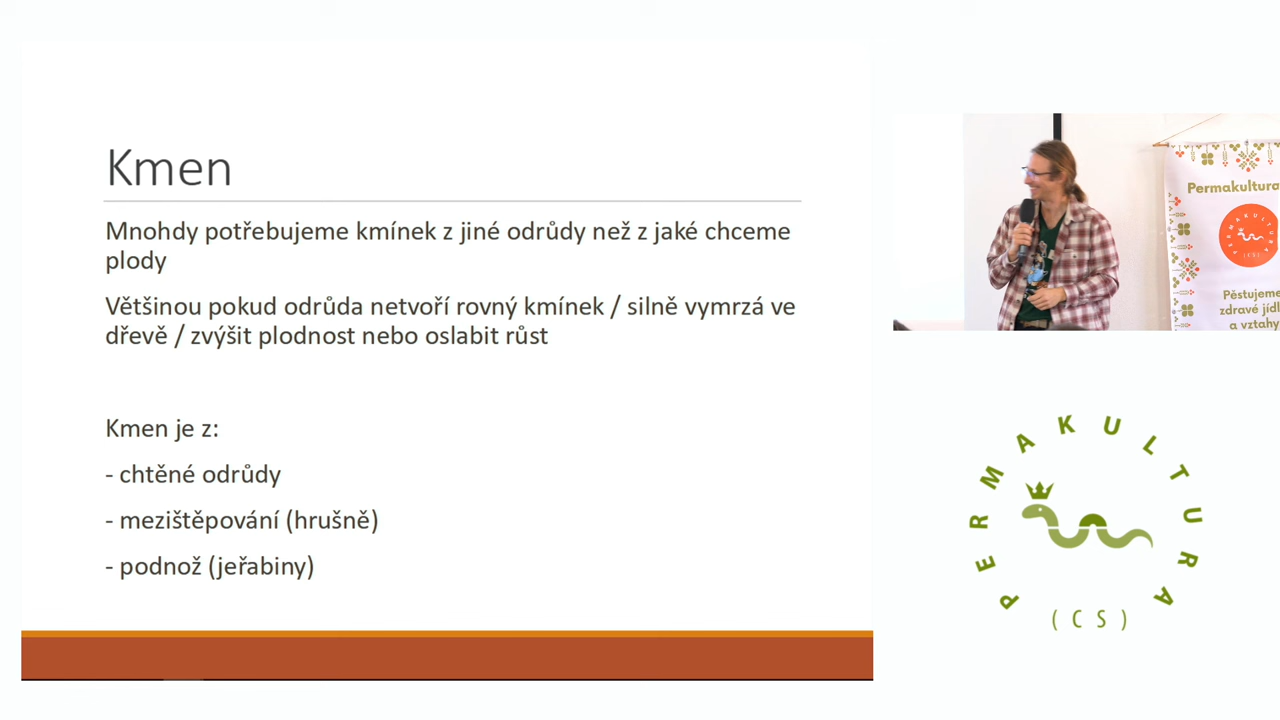 Kmen
Mnohdy potřebujeme kmínek z jiné odrůdy než z jaké chceme
plody
Většinou pokud odrůda netvoří rovný kmínek / silně vymrzá ve
dřevě / zvýšit plodnost nebo oslabit růst
Kmen je z:
- chtěné odrůdy
- mezištěpování (hrušně)
- podnož (jeřabiny)
Permakultura
PERMAKULTURA
(CS)
Pěstujeme
zdravé jídl
a vztahy
PERMAKULTURA
(CS)